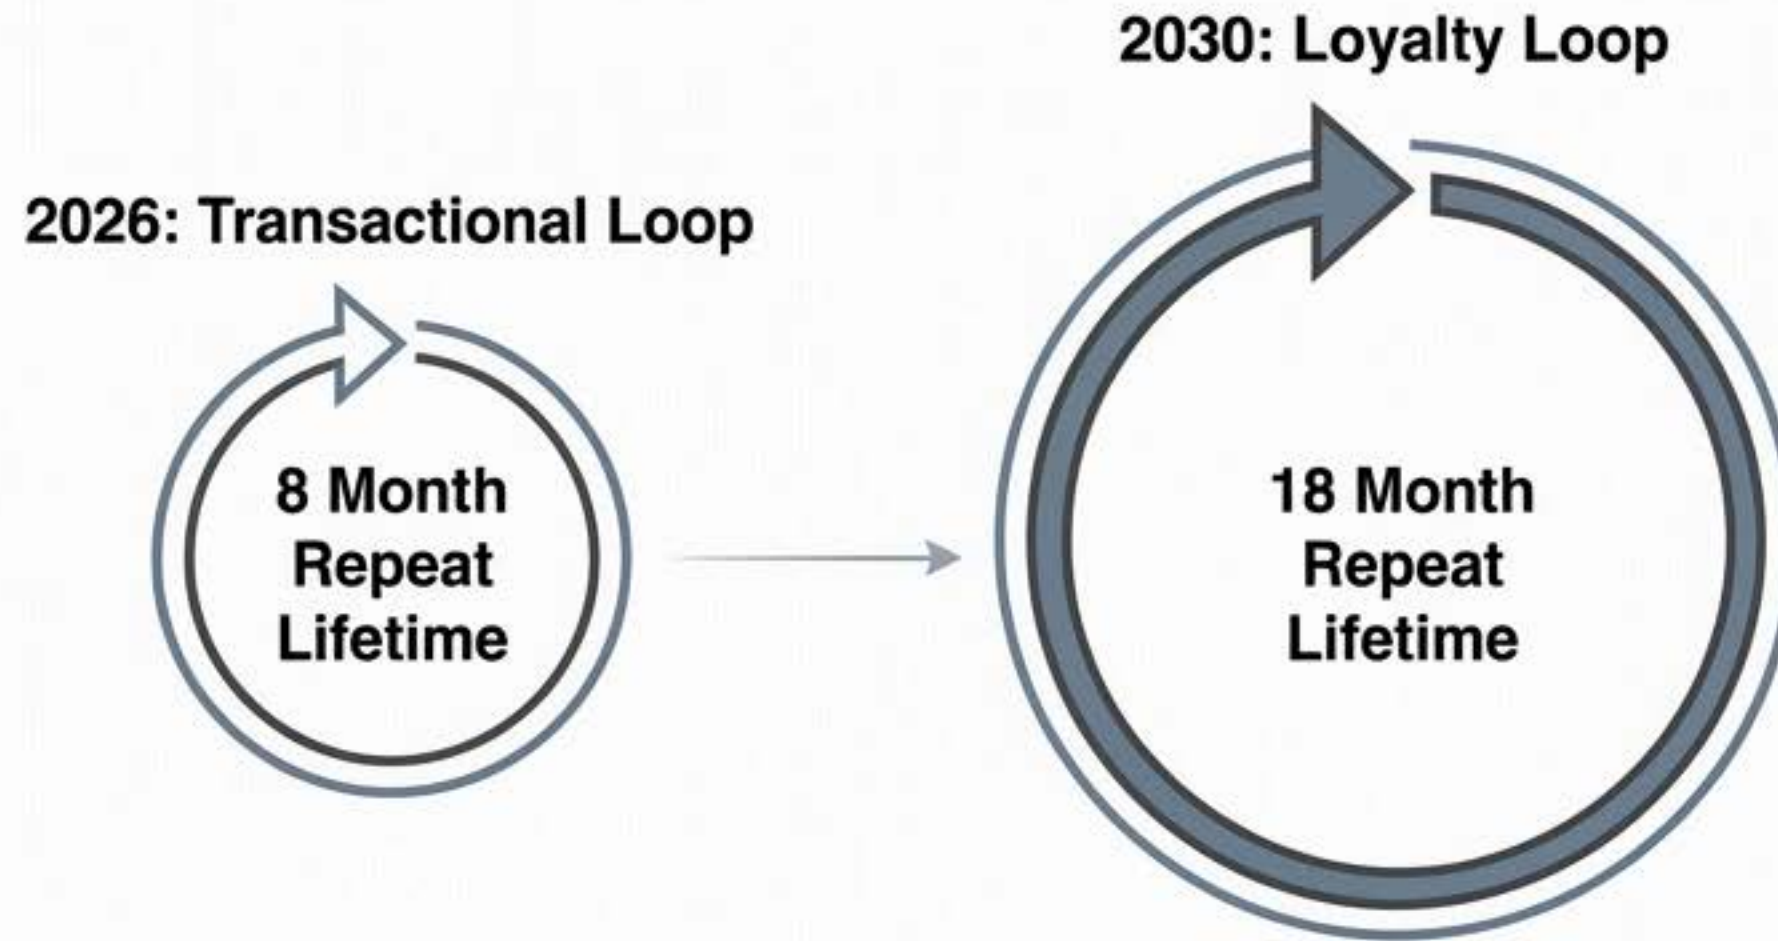 2026: Transactional Loop
8 Month
Repeat
Lifetime
2030: Loyalty Loop
18 Month
Repeat
Lifetime